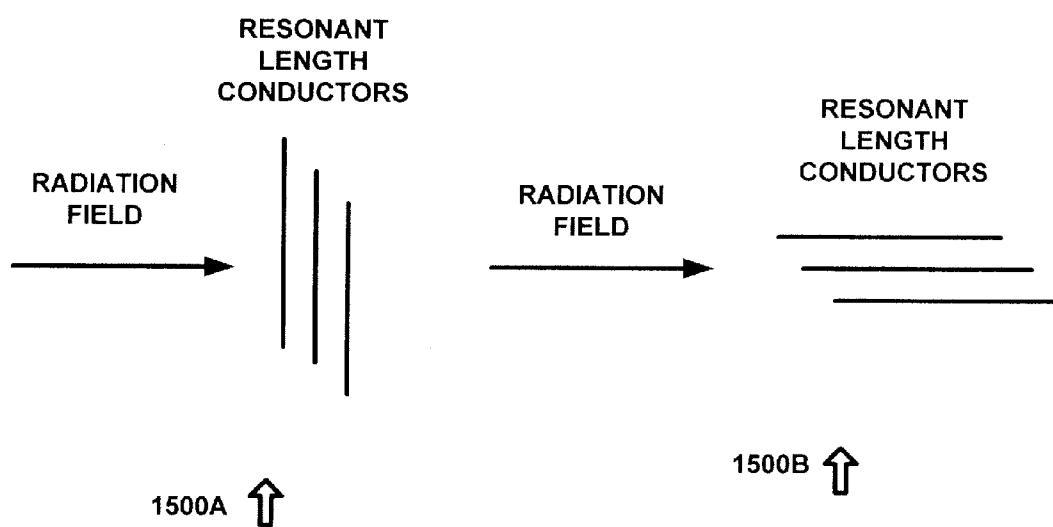 RESONANT
LENGTH
CONDUCTORS
RADIATION
FIELD
RADIATION
FIELD
RESONANT
LENGTH
CONDUCTORS
1500A
1500B